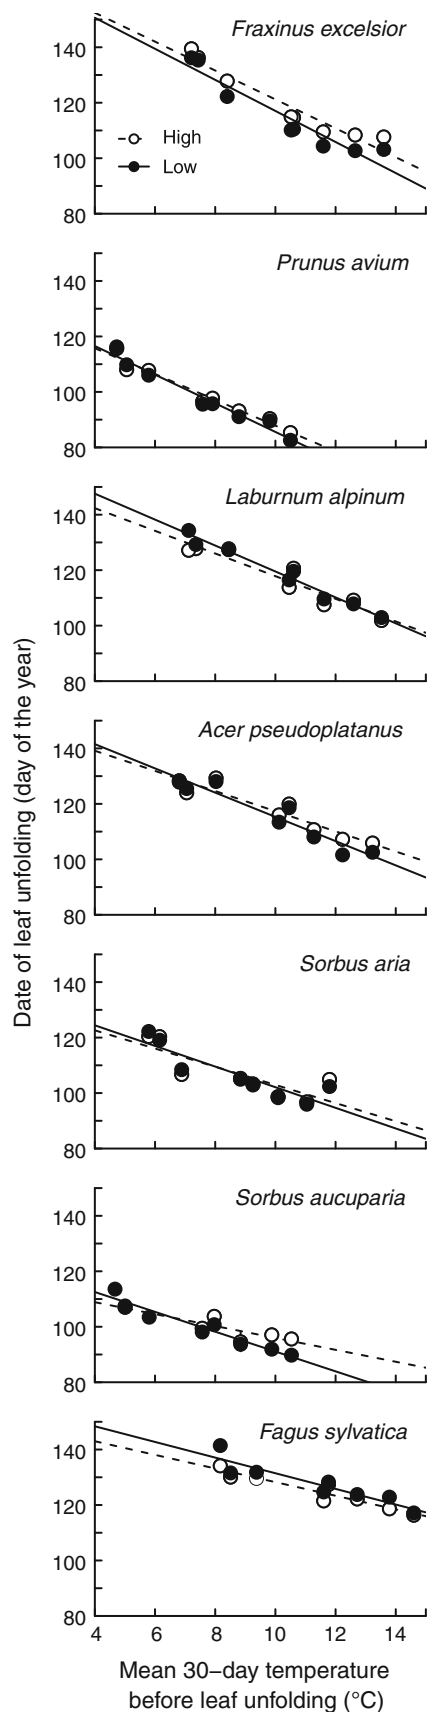 Fraxinus excelsior
140
120
High
100
Low
80
Prunus avium
140
120
100
80
Laburnum alpinum
140
120
100
80
Acer pseudoplatanus
140
120
100
80
Sorbus aria
140
120
100
80
Sorbus aucuparia
140
120
100
80
Fagus sylvatica
140
120
100
80
4 6 8 10 12 14
Mean 30–day temperature
before leaf unfolding (°C)
Date of leaf unfolding (day of the year)